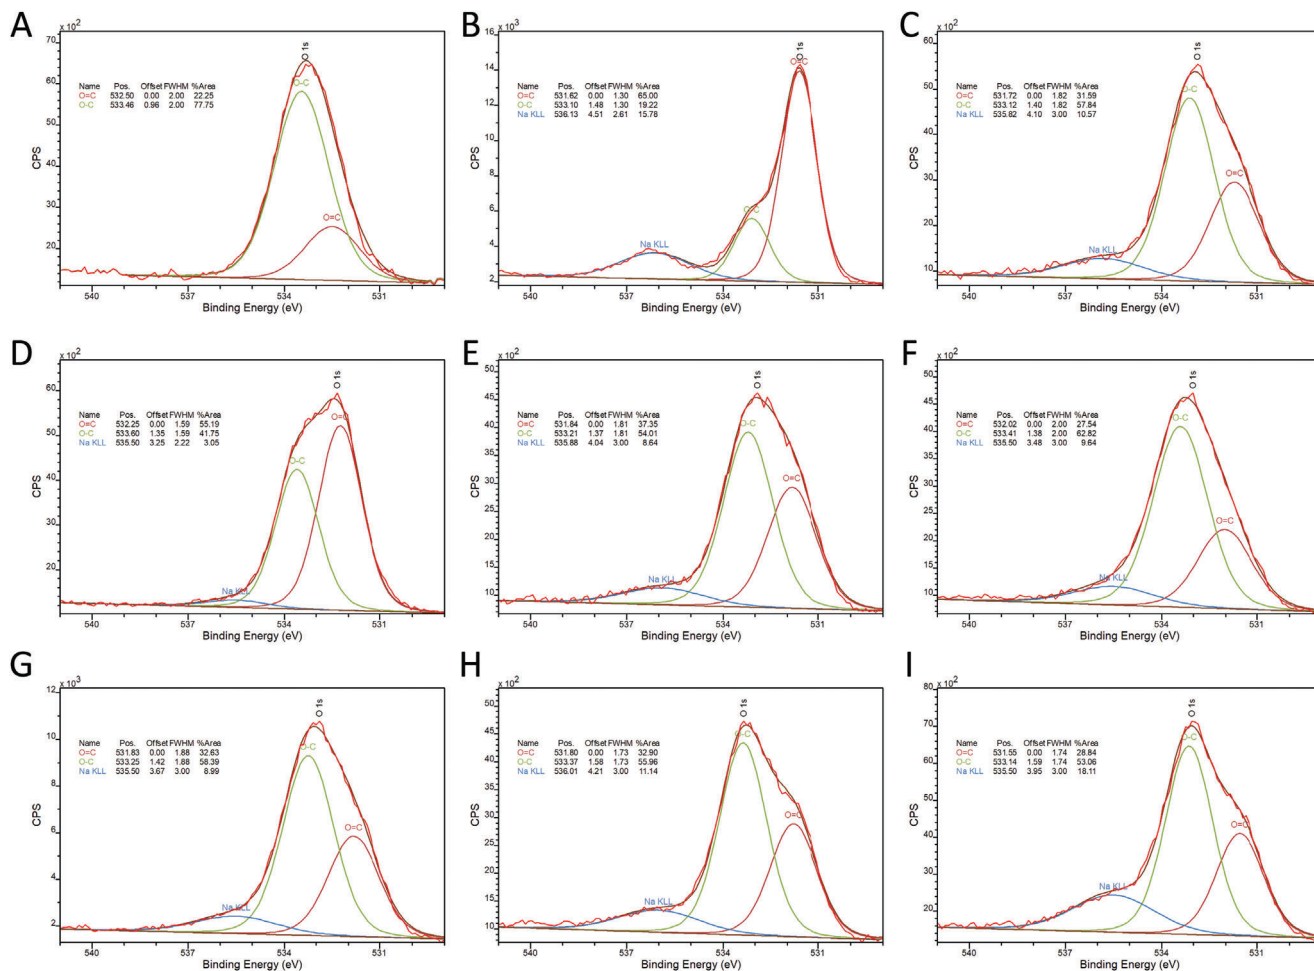 A
x 10²
O 1s
O-C
O=C
Name Pos. Offset FWHM %Area
O=C 532.50 0.00 2.00 22.25
O-C 533.46 0.96 2.00 77.75
CPS
70
60
50
40
30
20
540 537 534 531
Binding Energy (eV)
B
x 10³
O 1s
O=C
O-C
Na KLL
Name Pos. Offset FWHM %Area
O=C 531.62 0.00 1.30 65.00
O-C 533.10 1.48 1.30 19.22
Na KLL 536.13 4.51 2.61 15.78
CPS
16
14
12
10
8
6
4
2
540 537 534 531
Binding Energy (eV)
C
x 10²
O 1s
O-C
O=C
Na KLL
Name Pos. Offset FWHM %Area
O=C 531.72 0.00 1.82 31.59
O-C 533.12 1.40 1.82 57.84
Na KLL 535.82 4.10 3.00 10.57
CPS
60
50
40
30
20
10
540 537 534 531
Binding Energy (eV)
D
x 10²
O 1s
O=C
O-C
Na KLL
Name Pos. Offset FWHM %Area
O=C 532.25 0.00 1.59 55.19
O-C 533.60 1.35 1.59 41.75
Na KLL 535.50 3.25 2.22 3.05
CPS
60
50
40
30
20
540 537 534 531
Binding Energy (eV)
E
x 10²
O 1s
O-C
O=C
Na KLL
Name Pos. Offset FWHM %Area
O=C 531.84 0.00 1.81 37.35
O-C 533.21 1.37 1.81 54.01
Na KLL 535.88 4.04 3.00 8.64
CPS
50
45
40
35
30
25
20
15
10
540 537 534 531
Binding Energy (eV)
F
x 10²
O 1s
O-C
O=C
Na KLL
Name Pos. Offset FWHM %Area
O=C 532.02 0.00 2.00 27.54
O-C 533.41 1.38 2.00 62.82
Na KLL 535.50 3.48 3.00 9.64
CPS
50
45
40
35
30
25
20
15
10
540 537 534 531
Binding Energy (eV)
G
x 10³
O 1s
O-C
O=C
Na KLL
Name Pos. Offset FWHM %Area
O=C 531.83 0.00 1.88 32.63
O-C 533.25 1.42 1.88 58.39
Na KLL 535.50 3.67 3.00 8.99
CPS
12
10
8
6
4
2
540 537 534 531
Binding Energy (eV)
H
x 10²
O 1s
O-C
O=C
Na KLL
Name Pos. Offset FWHM %Area
O=C 531.80 0.00 1.73 32.90
O-C 533.37 1.58 1.73 55.96
Na KLL 536.01 4.21 3.00 11.14
CPS
50
45
40
35
30
25
20
15
10
540 537 534 531
Binding Energy (eV)
I
x 10²
O 1s
O-C
O=C
Na KLL
Name Pos. Offset FWHM %Area
O=C 531.55 0.00 1.74 28.84
O-C 533.14 1.59 1.74 53.06
Na KLL 535.50 3.95 3.00 18.11
CPS
80
70
60
50
40
30
20
540 537 534 531
Binding Energy (eV)